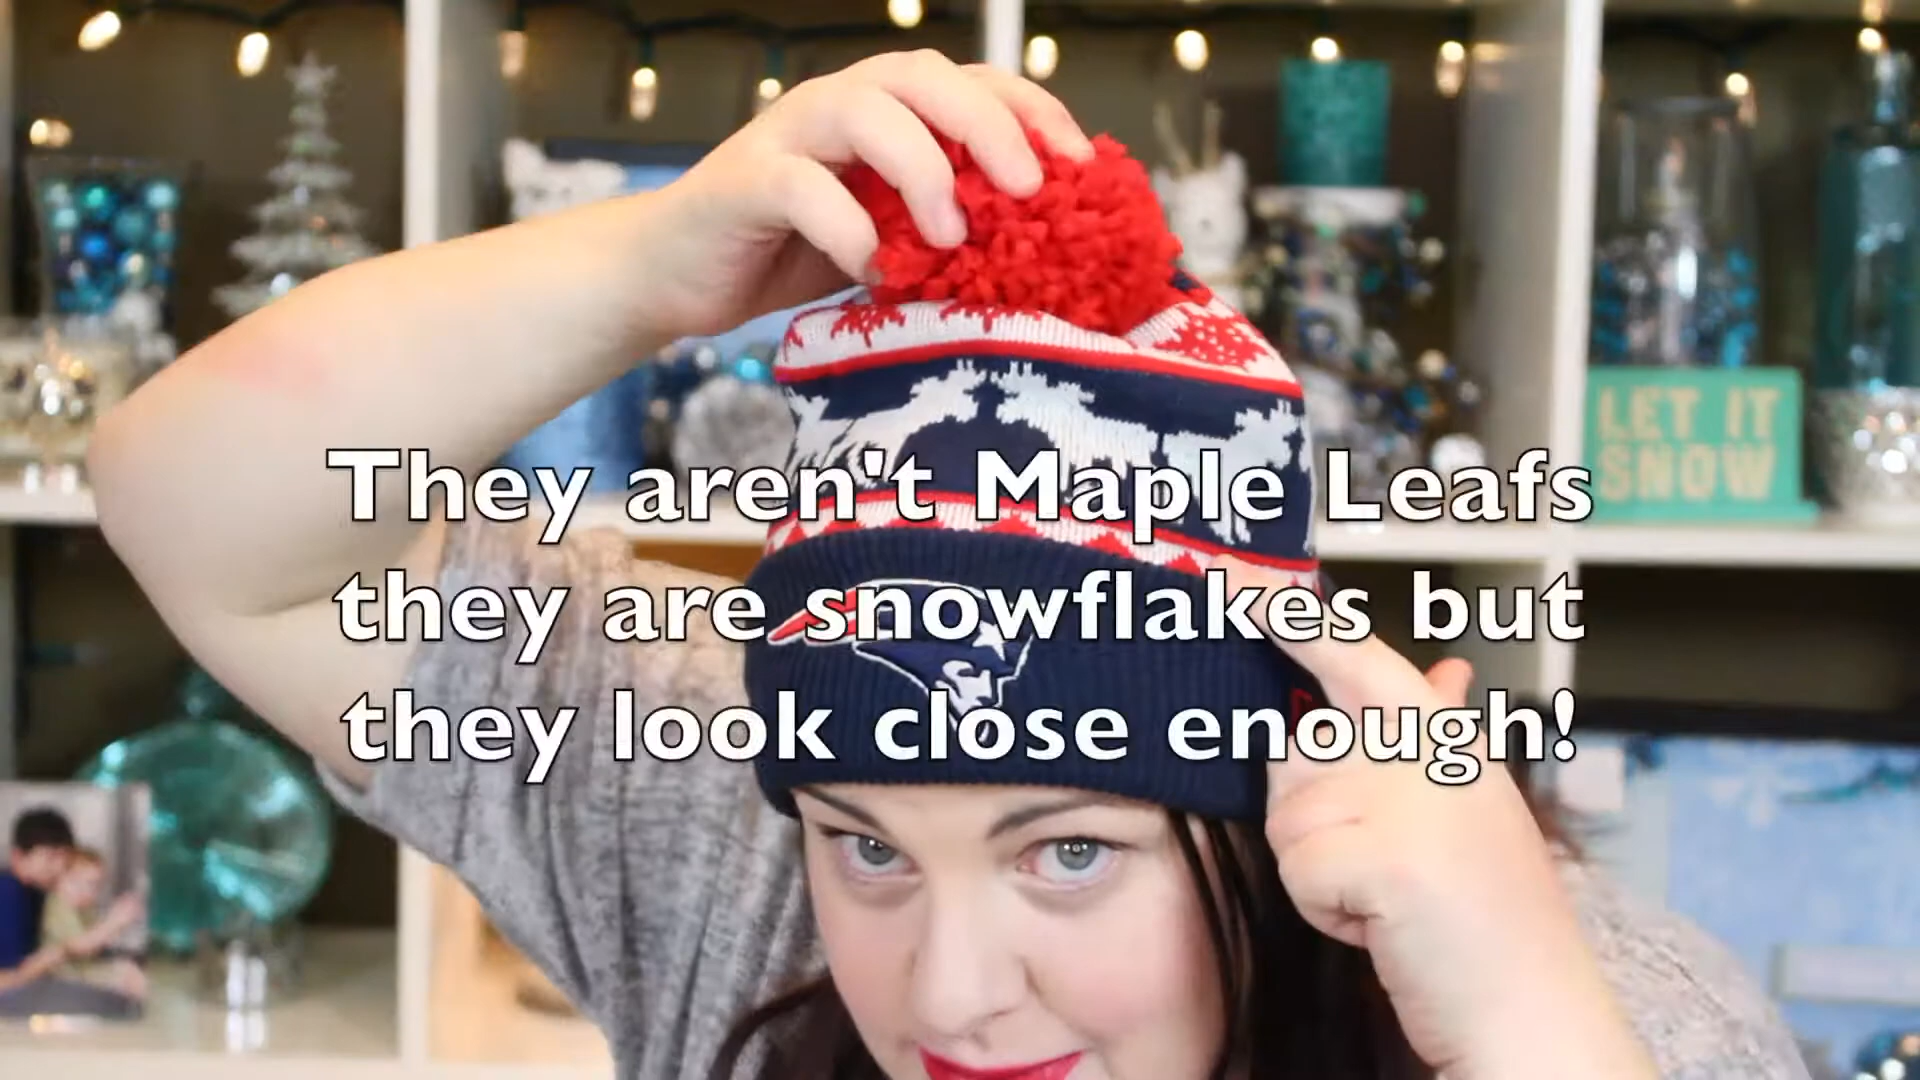 LET IT
SNOW
They aren't Maple Leafs
they are snowflakes but
they look close enough!